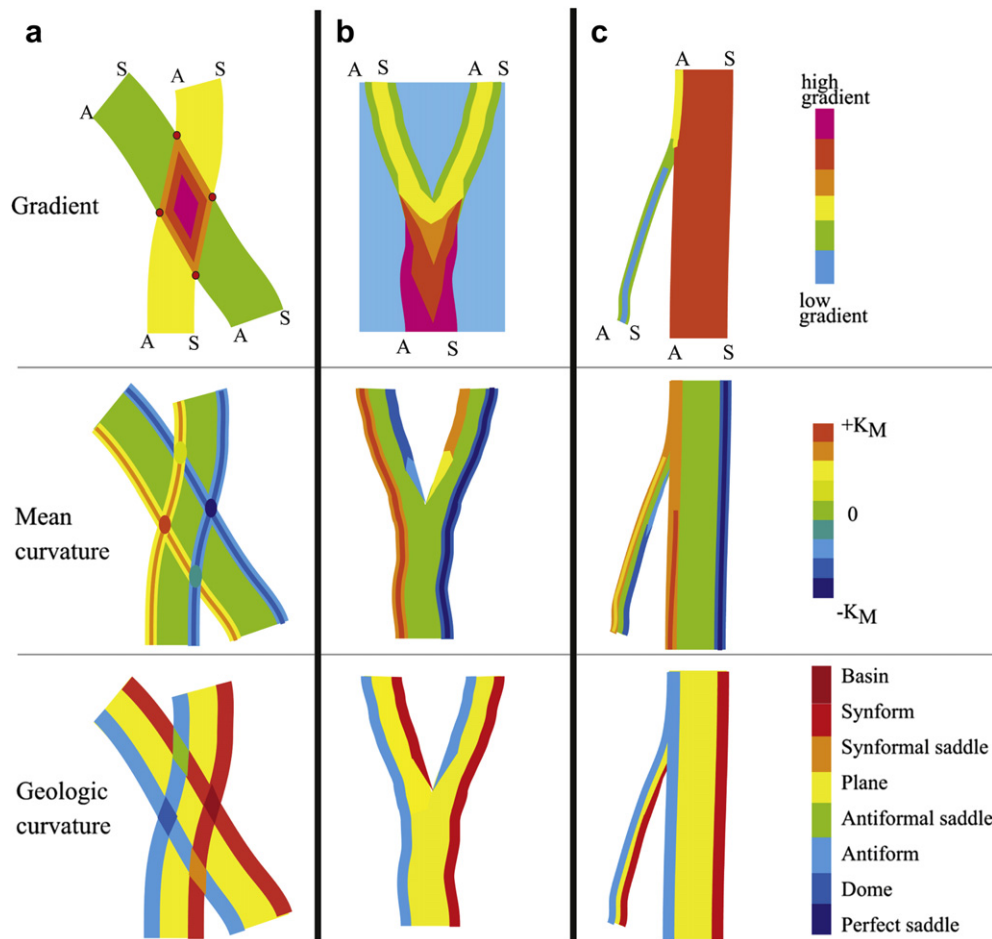 a
b
c
S
A
S
A
A
S
A
S
A S
A S
A S
A S
A S
A S
Gradient
high
gradient
low
gradient
Mean
curvature
+KM
0
-KM
Geologic
curvature
Basin
Synform
Synformal saddle
Plane
Antiformal saddle
Antiform
Dome
Perfect saddle